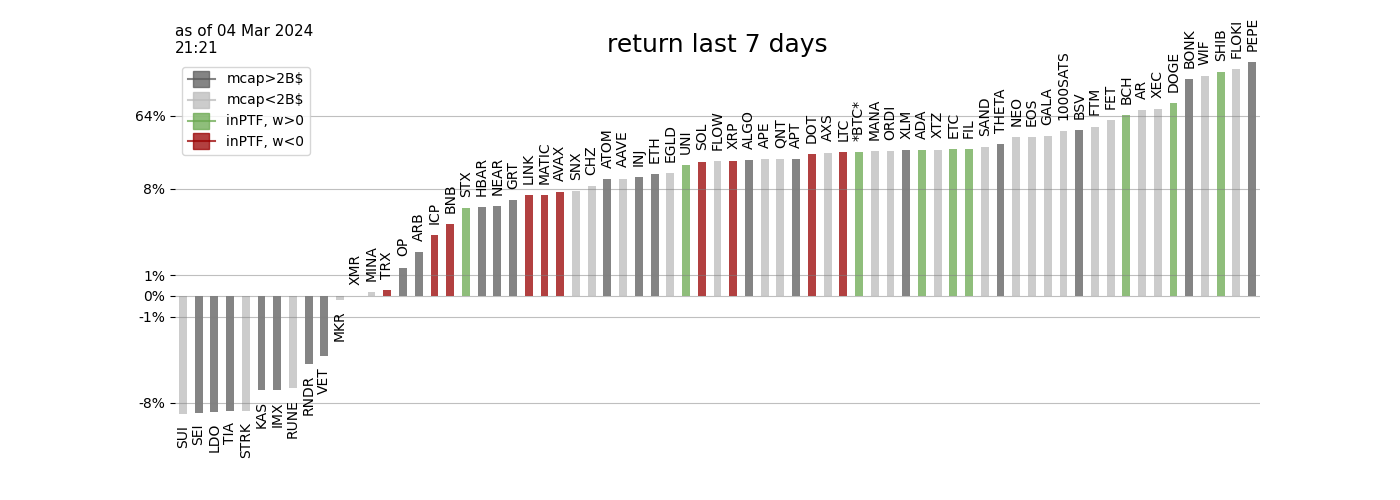 as of 04 Mar 2024
21:21
return last 7 days
mcap>2B$
mcap<2B$
inPTF, w>0
inPTF, w<0
64%
8%
1%
0%
-1%
-8%
SUI
SEI
LDO
TIA
STRK
KAS
IMX
RUNE
RNDR
VET
MKR
XMR
MINA
TRX
OP
ARB
ICP
BNB
STX
HBAR
NEAR
GRT
LINK
MATIC
AVAX
SNX
CHZ
ATOM
AAVE
INJ
ETH
EGLD
UNI
SOL
FLOW
XRP
ALGO
APE
QNT
APT
DOT
AXS
LTC
*BTC*
MANA
ORDI
XLM
ADA
XTZ
ETC
FIL
SAND
THETA
NEO
EOS
GALA
1000SATS
BSV
FTM
FET
BCH
AR
XEC
DOGE
BONK
WIF
SHIB
FLOKI
PEPE